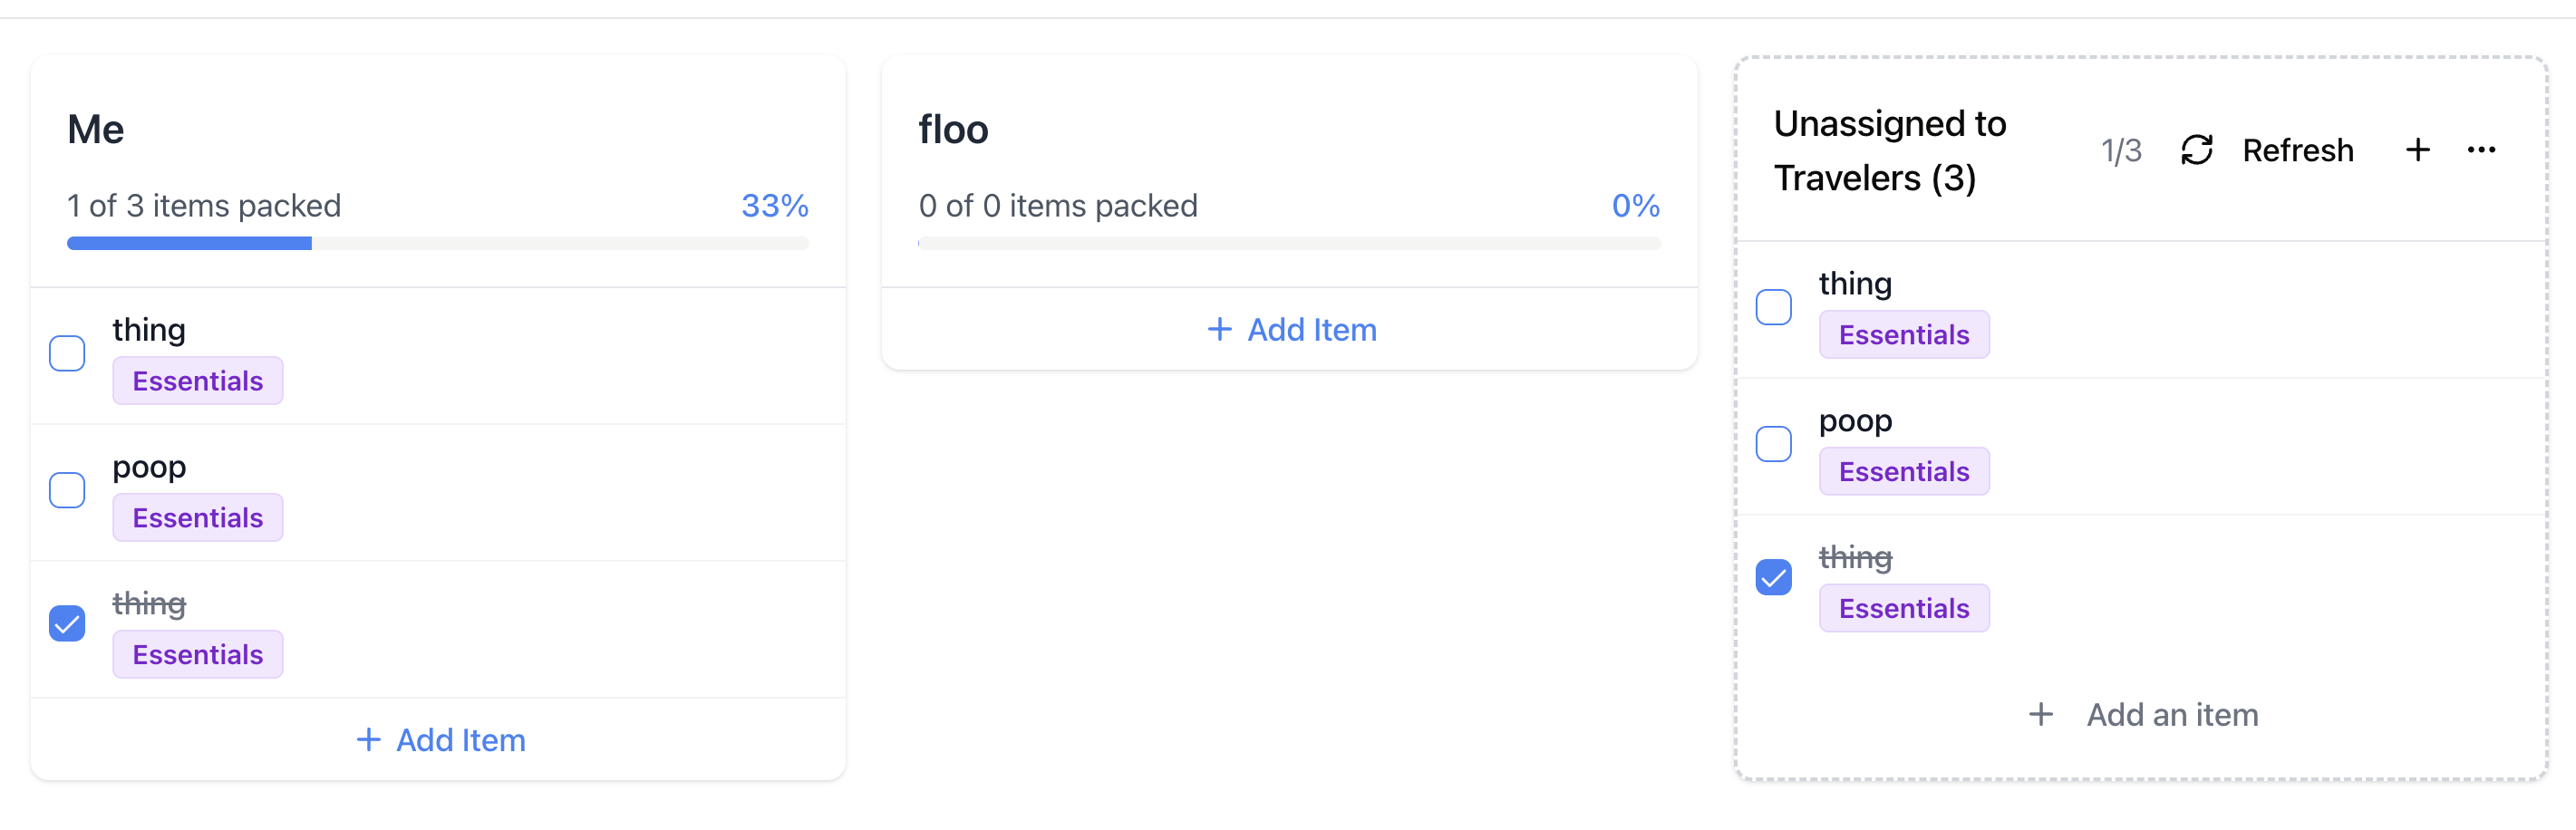 Me
1 of 3 items packed 33%
thing
Essentials
poop
Essentials
thing
Essentials
+ Add Item
floo
0 of 0 items packed 0%
+ Add Item
Unassigned to
Travelers (3)
1/3 Refresh + ...
thing
Essentials
poop
Essentials
thing
Essentials
+ Add an item